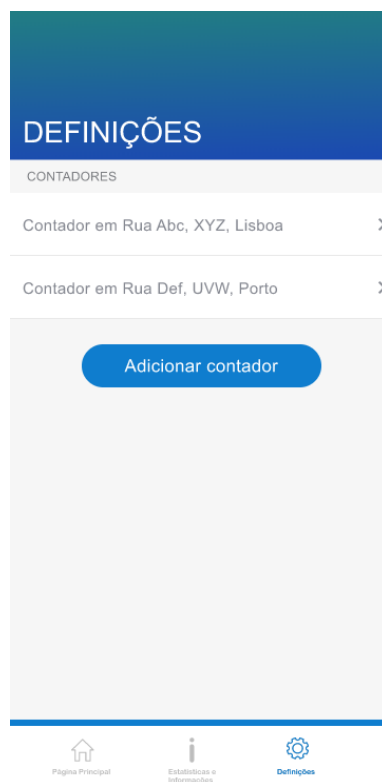 DEFINIÇÕES
CONTADORES
Contador em Rua Abc, XYZ, Lisboa
Contador em Rua Def, UVW, Porto
Adicionar contador
Página Principal
Estatísticas e
Informações
Definições